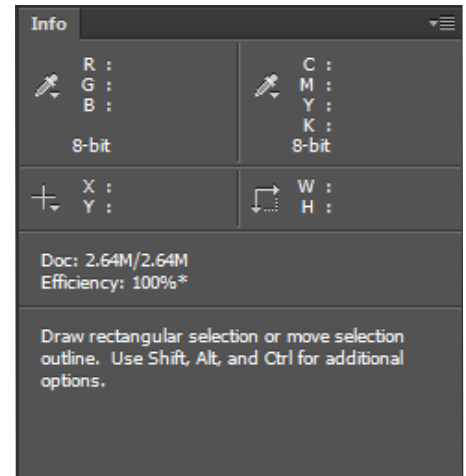 Info
R :
G :
B :
8-bit
C :
M :
Y :
K :
8-bit
X :
Y :
W :
H :
Doc: 2.64M/2.64M
Efficiency: 100%*
Draw rectangular selection or move selection
outline.  Use Shift, Alt, and Ctrl for additional
options.